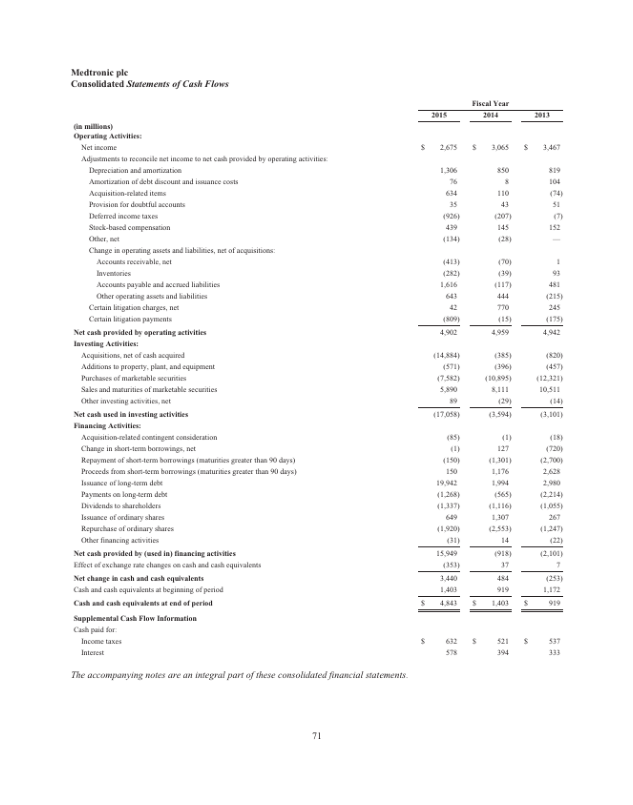 Medtronic plc
Consolidated Statements of Cash Flows
Fiscal Year
2015 2014 2013
(in millions)
Operating Activities:
Net income $ 2,675 $ 3,065 $ 3,467
Adjustments to reconcile net income to net cash provided by operating activities:
Depreciation and amortization 1,306 850 819
Amortization of debt discount and issuance costs 76 8 104
Acquisition-related items 634 110 (74)
Provision for doubtful accounts 35 43 51
Deferred income taxes (926) (207) (7)
Stock-based compensation 439 145 152
Other, net (134) (28) —
Change in operating assets and liabilities, net of acquisitions:
Accounts receivable, net (413) (70) 1
Inventories (282) (39) 93
Accounts payable and accrued liabilities 1,616 (117) 481
Other operating assets and liabilities 643 444 (215)
Certain litigation charges, net 42 770 245
Certain litigation payments (809) (15) (175)
Net cash provided by operating activities 4,902 4,959 4,942
Investing Activities:
Acquisitions, net of cash acquired (14,884) (385) (820)
Additions to property, plant, and equipment (571) (396) (457)
Purchases of marketable securities (7,582) (10,895) (12,321)
Sales and maturities of marketable securities 5,890 8,111 10,511
Other investing activities, net 89 (29) (14)
Net cash used in investing activities (17,058) (3,594) (3,101)
Financing Activities:
Acquisition-related contingent consideration (85) (1) (18)
Change in short-term borrowings, net (1) 127 (720)
Repayment of short-term borrowings (maturities greater than 90 days) (150) (1,301) (2,700)
Proceeds from short-term borrowings (maturities greater than 90 days) 150 1,176 2,628
Issuance of long-term debt 19,942 1,994 2,980
Payments on long-term debt (1,268) (565) (2,214)
Dividends to shareholders (1,337) (1,116) (1,055)
Issuance of ordinary shares 649 1,307 267
Repurchase of ordinary shares (1,920) (2,553) (1,247)
Other financing activities (31) 14 (22)
Net cash provided by (used in) financing activities 15,949 (918) (2,101)
Effect of exchange rate changes on cash and cash equivalents (353) 37 7
Net change in cash and cash equivalents 3,440 484 (253)
Cash and cash equivalents at beginning of period 1,403 919 1,172
Cash and cash equivalents at end of period $ 4,843 $ 1,403 $ 919
Supplemental Cash Flow Information
Cash paid for:
Income taxes $ 632 $ 521 $ 537
Interest 578 394 333
The accompanying notes are an integral part of these consolidated financial statements.
71